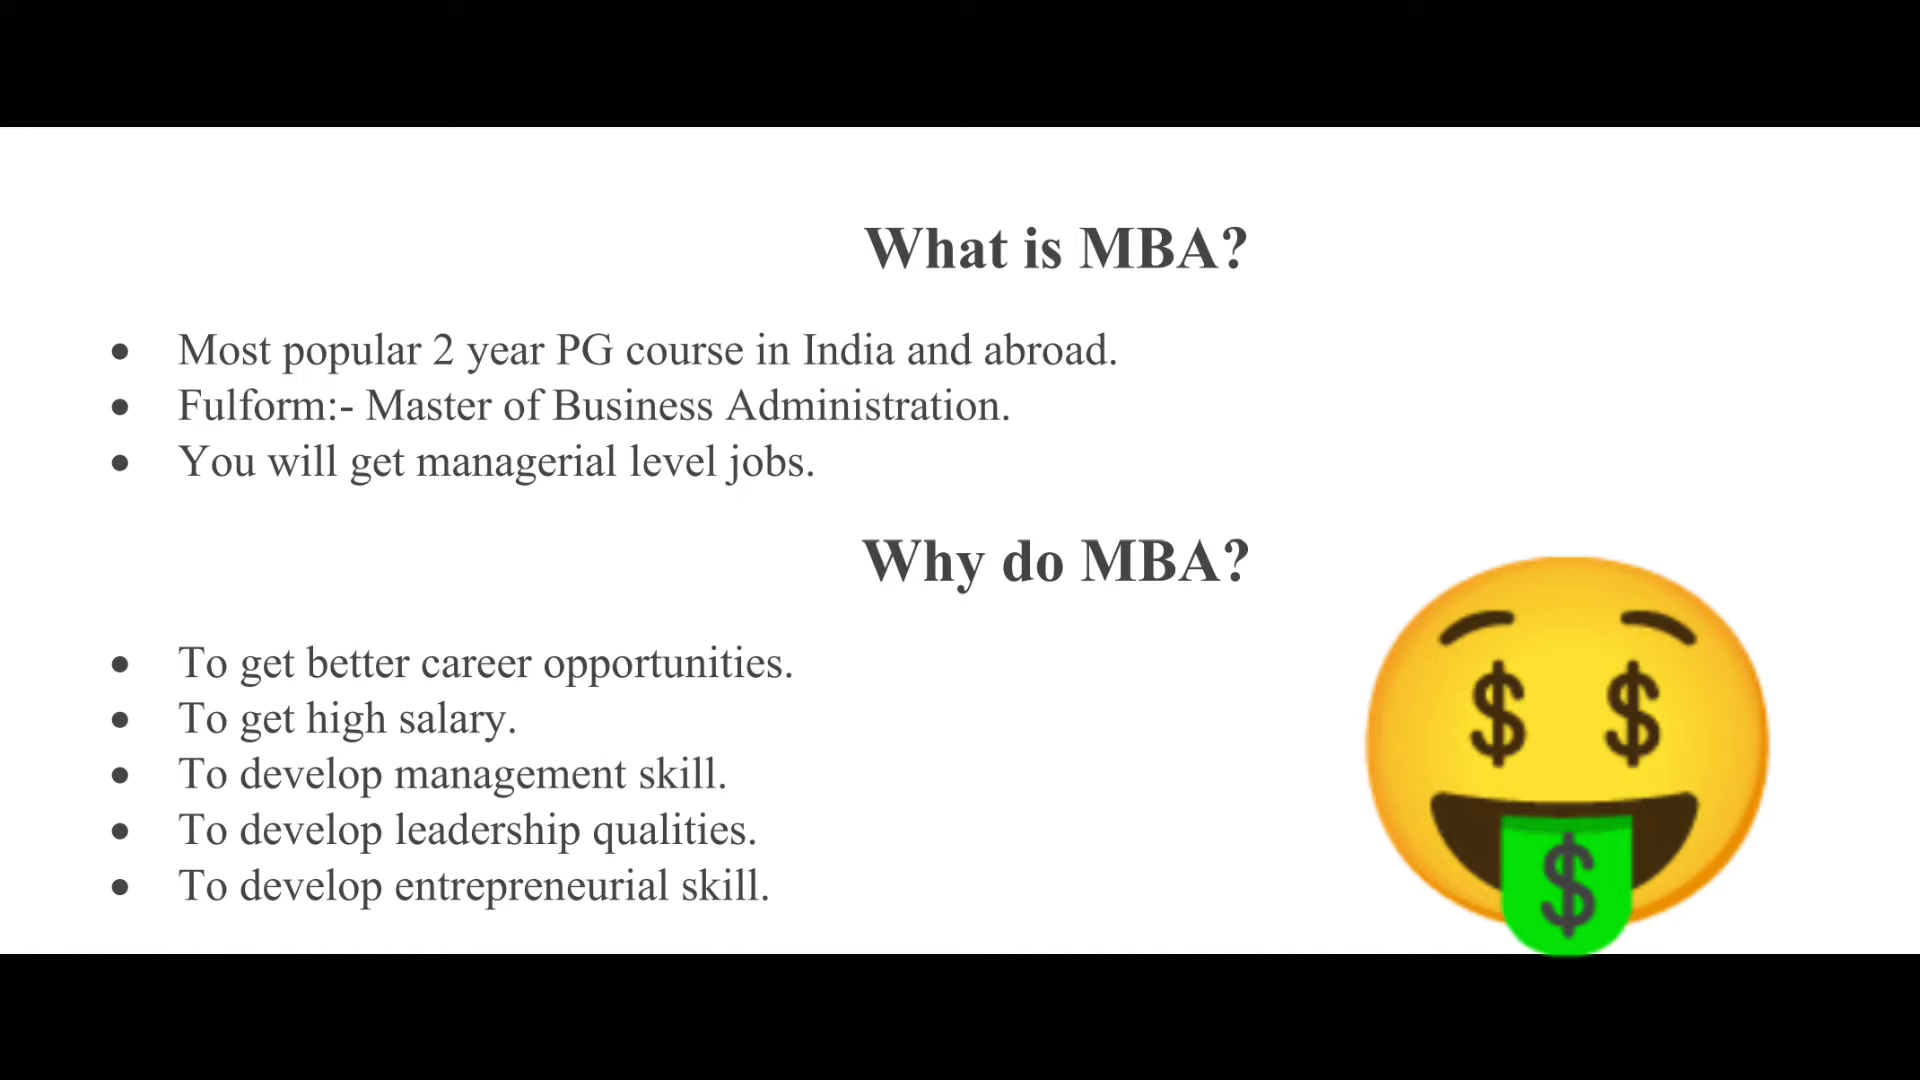 What is MBA?
• Most popular 2 year PG course in India and abroad.
• Fulform:- Master of Business Administration.
• You will get managerial level jobs.
Why do MBA?
• To get better career opportunities.
• To get high salary.
• To develop management skill.
• To develop leadership qualities.
• To develop entrepreneurial skill.
$ $
$